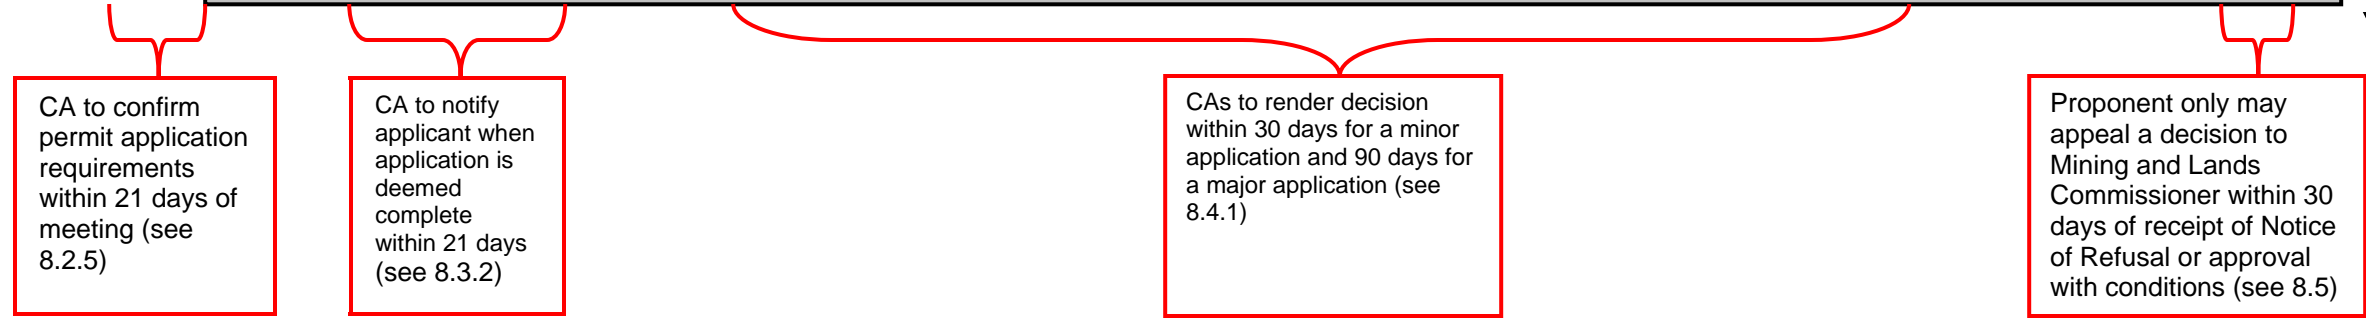 CA to confirm
permit application
requirements
within 21 days of
meeting (see
8.2.5)
CA to notify
applicant when
application is
deemed
complete
within 21 days
(see 8.3.2)
CAs to render decision
within 30 days for a minor
application and 90 days for
a major application (see
8.4.1)
Proponent only may
appeal a decision to
Mining and Lands
Commissioner within 30
days of receipt of Notice
of Refusal or approval
with conditions (see 8.5)